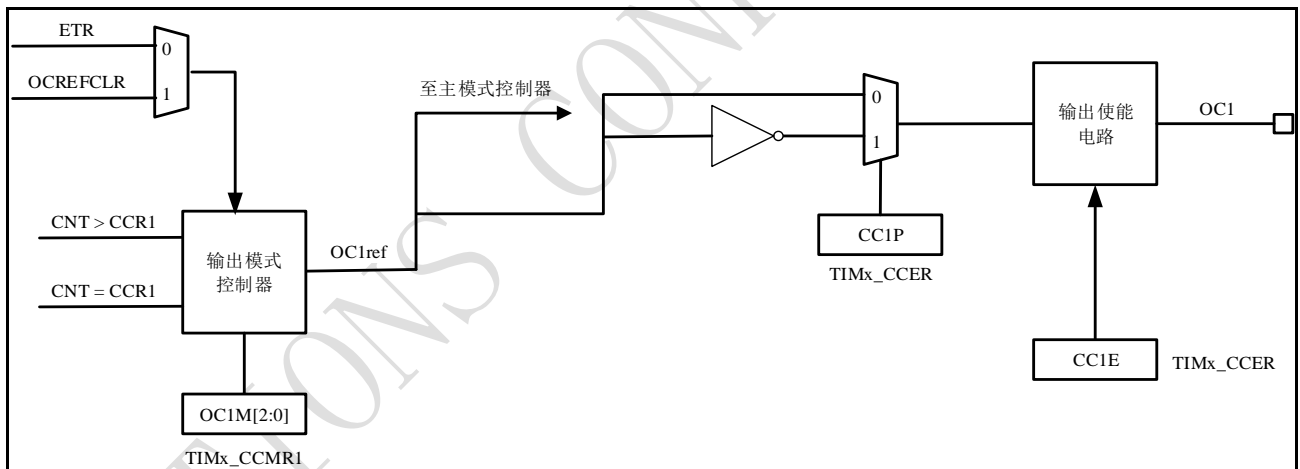 ETR
0
OCREFCLR
1
至主模式控制器
0
1
输出使能
电路
OC1
CNT > CCR1
CC1P
输出模式
控制器
OC1ref
TIMx_CCER
CNT = CCR1
CC1E
TIMx_CCER
OC1M[2:0]
TIMx_CCMR1